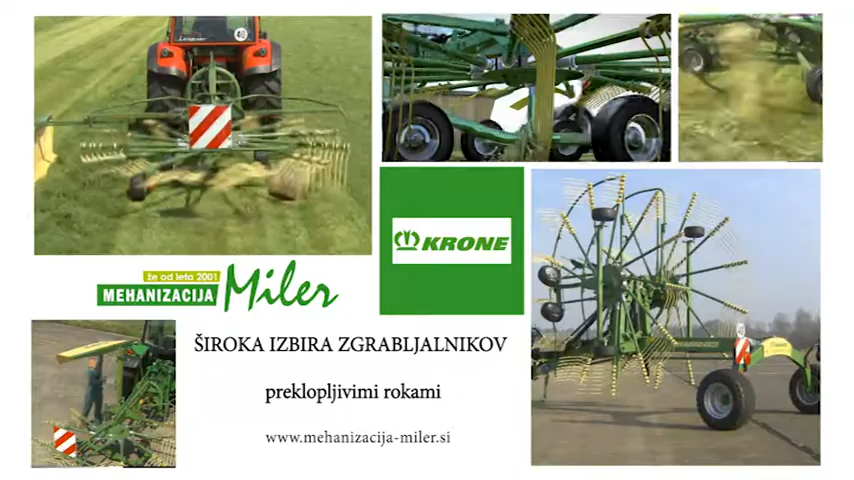 KRONE
že od leta 2001
MEHANIZACIJA Miler
ŠIROKA IZBIRA ZGRABLJALNIKOV
preklopljivimi rokami
www.mehanizacija-miler.si